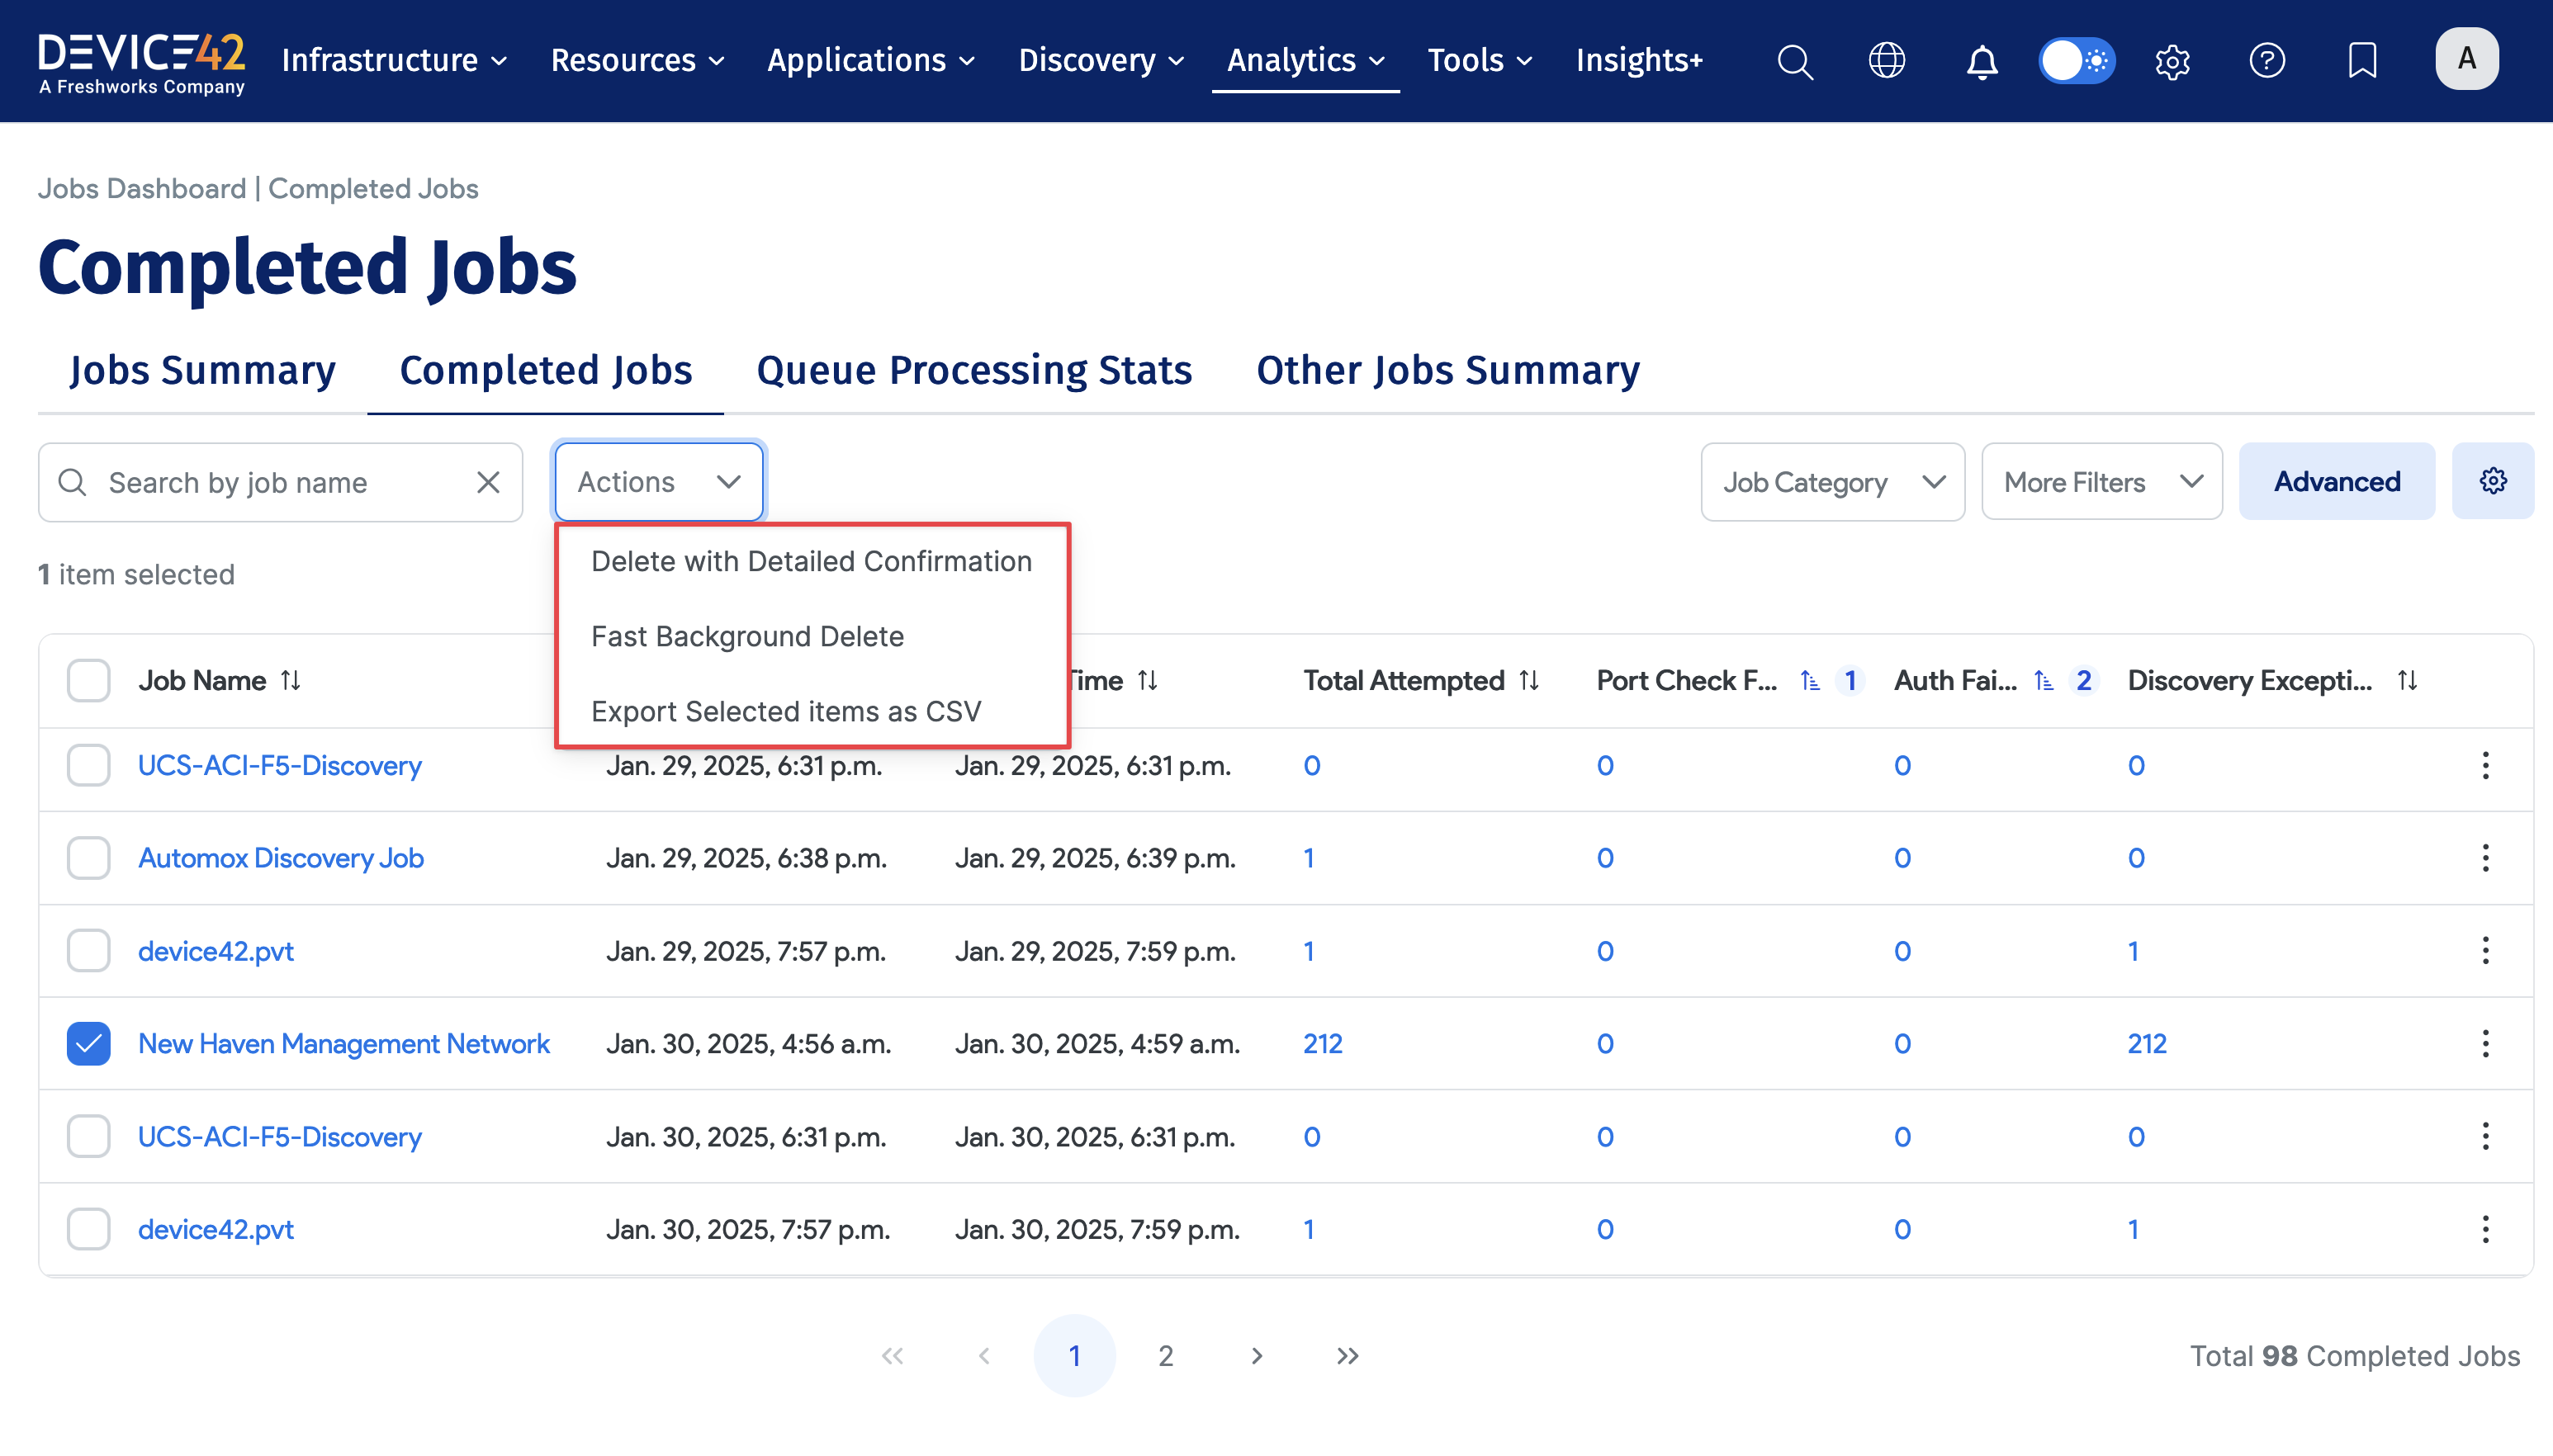 DEVICE42
A Freshworks Company
Infrastructure
Resources
Applications
Discovery
Analytics
Tools
Insights+
A
Jobs Dashboard | Completed Jobs
Completed Jobs
Jobs Summary
Completed Jobs
Queue Processing Stats
Other Jobs Summary
Search by job name
Actions
Job Category
More Filters
Advanced
1 item selected
Delete with Detailed Confirmation
Fast Background Delete
Export Selected items as CSV
Job Name Time Total Attempted Port Check F... 1 Auth Fai... 2 Discovery Excepti...
UCS-ACI-F5-Discovery Jan. 29, 2025, 6:31 p.m. Jan. 29, 2025, 6:31 p.m. 0 0 0 0
Automox Discovery Job Jan. 29, 2025, 6:38 p.m. Jan. 29, 2025, 6:39 p.m. 1 0 0 0
device42.pvt Jan. 29, 2025, 7:57 p.m. Jan. 29, 2025, 7:59 p.m. 1 0 0 1
New Haven Management Network Jan. 30, 2025, 4:56 a.m. Jan. 30, 2025, 4:59 a.m. 212 0 0 212
UCS-ACI-F5-Discovery Jan. 30, 2025, 6:31 p.m. Jan. 30, 2025, 6:31 p.m. 0 0 0 0
device42.pvt Jan. 30, 2025, 7:57 p.m. Jan. 30, 2025, 7:59 p.m. 1 0 0 1
1 2
Total 98 Completed Jobs